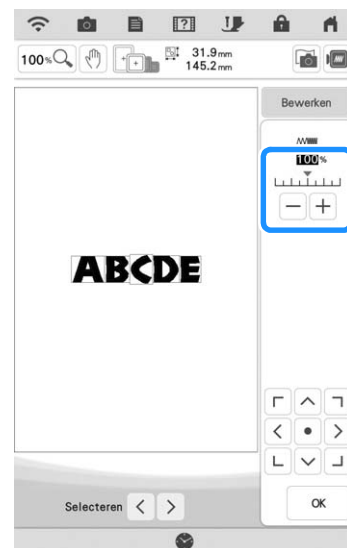 100%
31.9mm
145.2mm
Bewerken
100%
ABCDE
Selecteren
OK